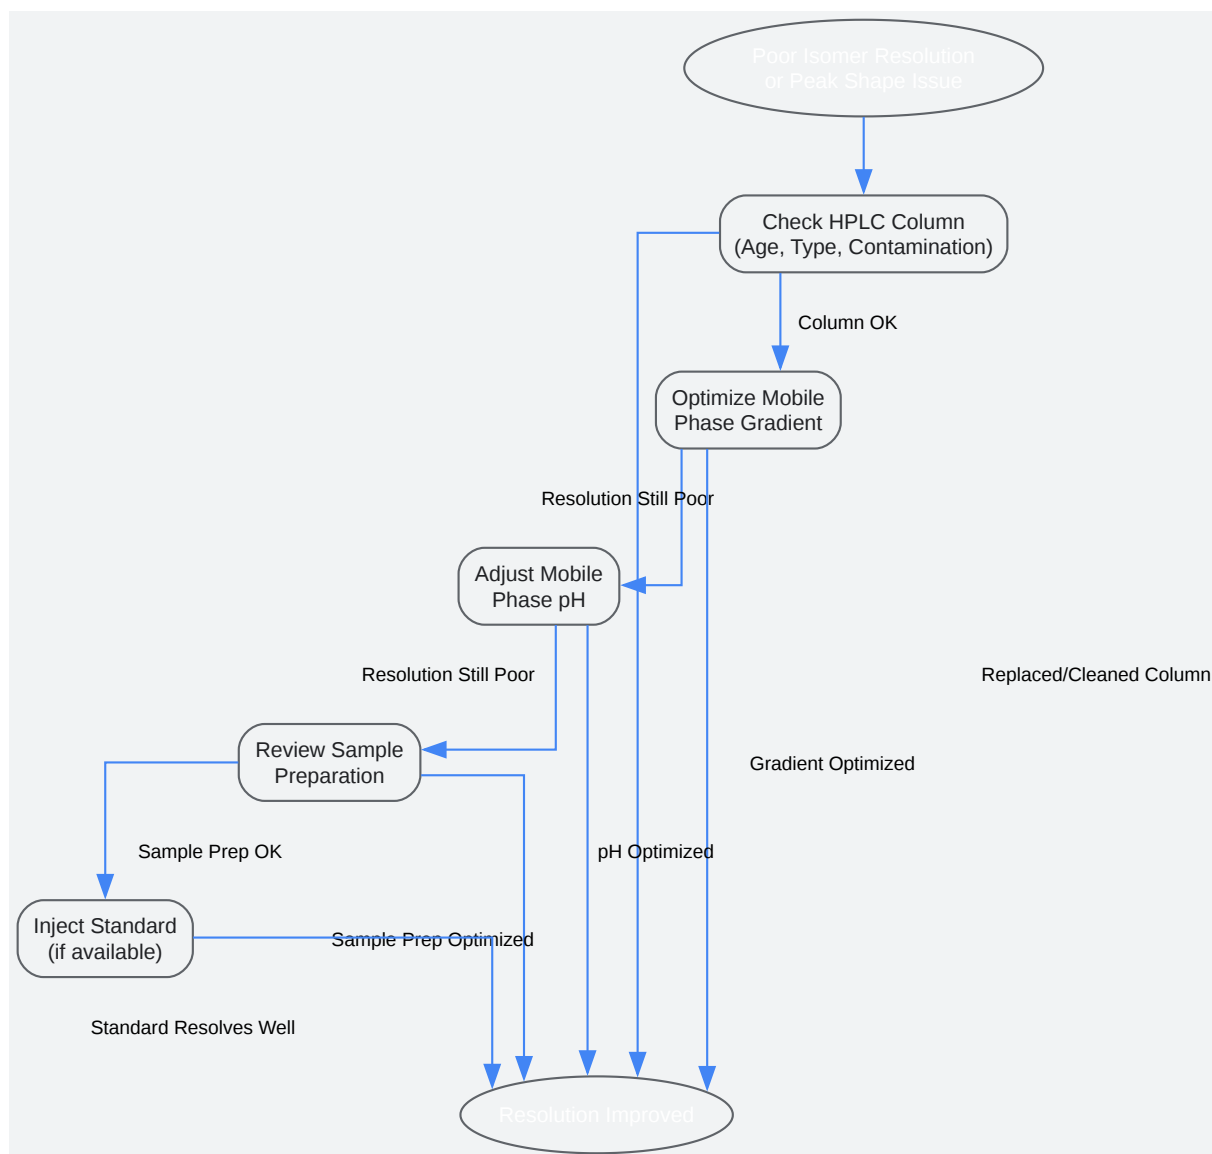 Poor Isomer Resolution
or Peak Shape Issue
Check HPLC Column
(Age, Type, Contamination)
Column OK
Optimize Mobile
Phase Gradient
Resolution Still Poor
Adjust Mobile
Phase pH
Resolution Still Poor
Replaced/Cleaned Column
Review Sample
Preparation
Gradient Optimized
Sample Prep OK
pH Optimized
Inject Standard
(if available)
Sample Prep Optimized
Standard Resolves Well
Resolution Improved